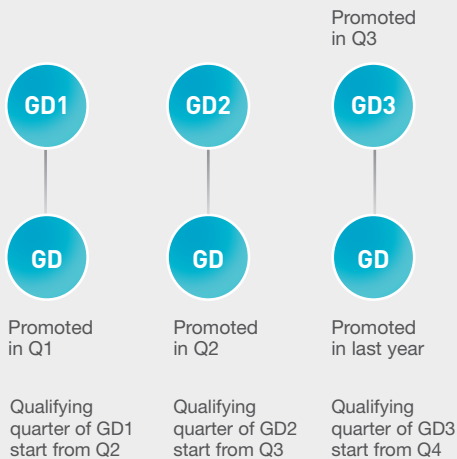 Promoted
in Q3
GD1
GD2
GD3
GD
GD
GD
Promoted
in Q1
Promoted
in Q2
Promoted
in last year
Qualifying
quarter of GD1
start from Q2
Qualifying
quarter of GD2
start from Q3
Qualifying
quarter of GD3
start from Q4